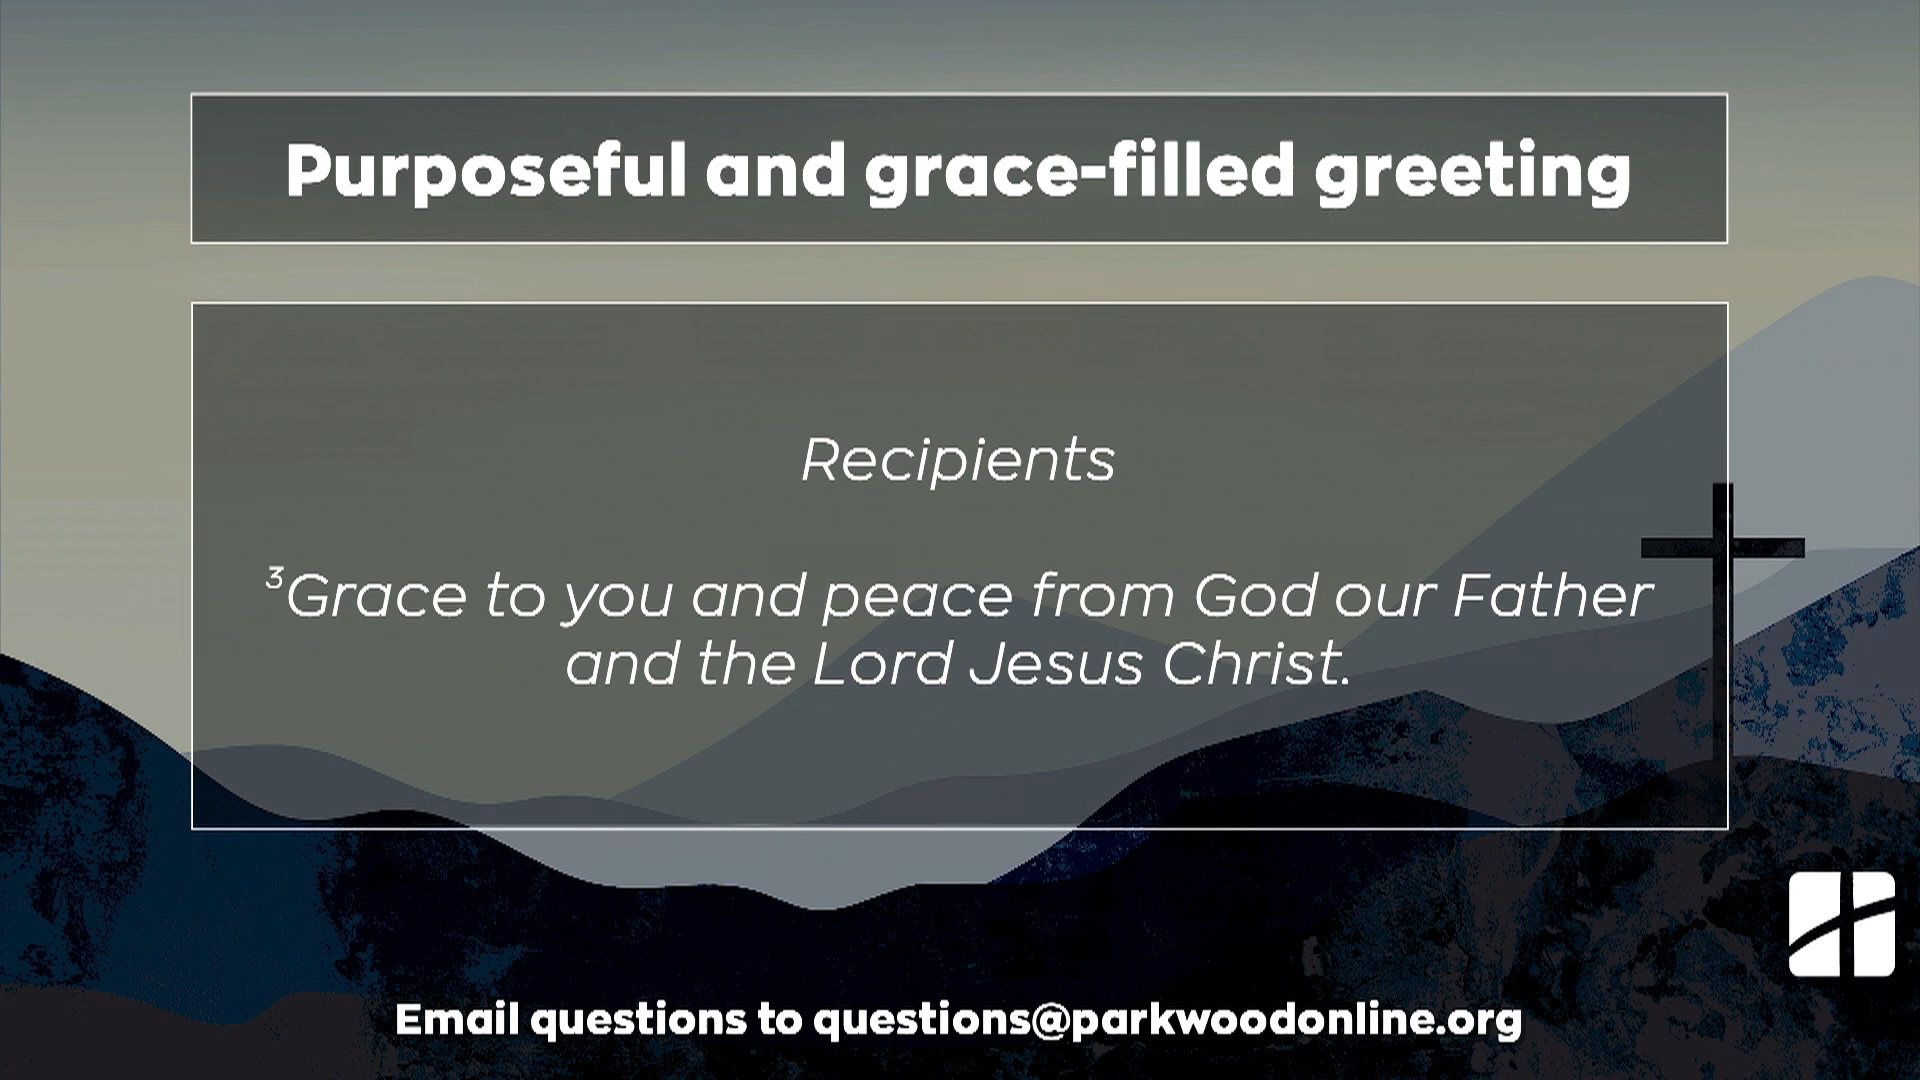 Purposeful and grace-filled greeting
Recipients
³Grace to you and peace from God our Father
and the Lord Jesus Christ.
Email questions to questions@parkwoodonline.org